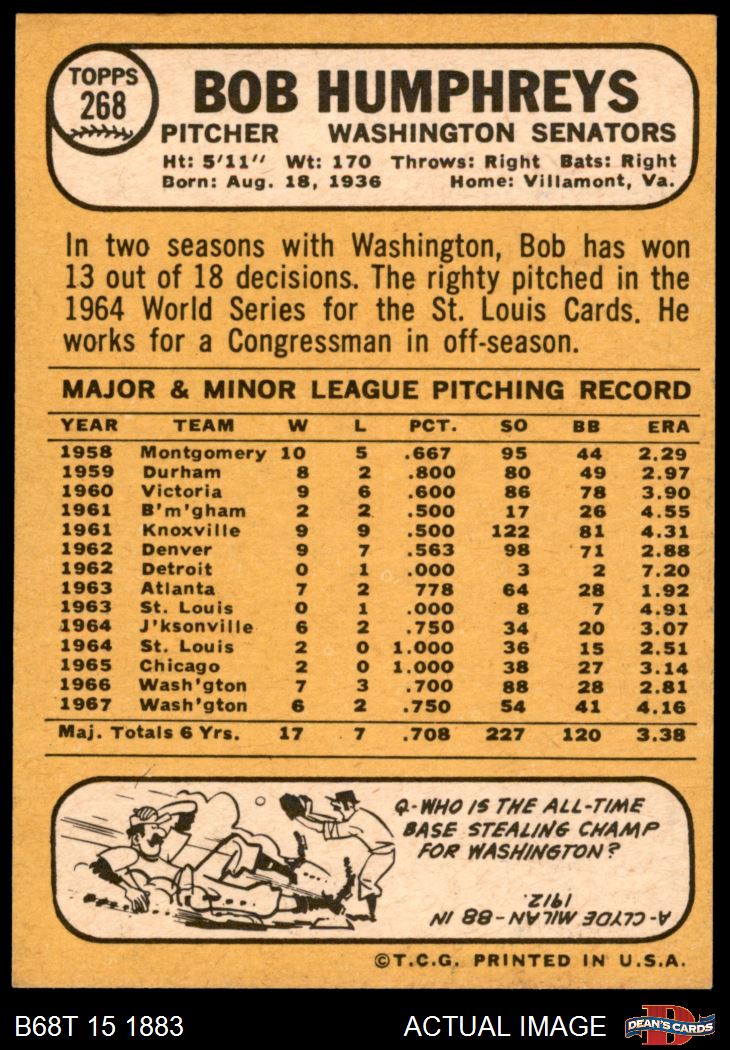 TOPPS
268
BOB HUMPHREYS
PITCHER WASHINGTON SENATORS
Ht: 5'11" Wt: 170 Throws: Right Bats: Right
Born: Aug. 18, 1936 Home: Villamont, Va.
In two seasons with Washington, Bob has won
13 out of 18 decisions. The righty pitched in the
1964 World Series for the St. Louis Cards. He
works for a Congressman in off-season.
MAJOR & MINOR LEAGUE PITCHING RECORD
YEAR TEAM W L PCT. SO BB ERA
1958 Montgomery 10 5 .667 95 44 2.29
1959 Durham 8 2 .800 80 49 2.97
1960 Victoria 9 6 .600 86 78 3.90
1961 B'm'gham 2 2 .500 17 26 4.55
1961 Knoxville 9 9 .500 122 81 4.31
1962 Denver 9 7 .563 98 71 2.88
1962 Detroit 0 1 .000 3 2 7.20
1963 Atlanta 7 2 778 64 28 1.92
1963 St. Louis 0 1 .000 8 7 4.91
1964 J'ksonville 6 2 .750 34 20 3.07
1964 St. Louis 2 0 1.000 36 15 2.51
1965 Chicago 2 0 1.000 38 27 3.14
1966 Wash'gton 7 3 .700 88 28 2.81
1967 Wash'gton 6 2 .750 54 41 4.16
Maj. Totals 6 Yrs. 17 7 .708 227 120 3.38
Q-WHO IS THE ALL-TIME
BASE STEALING CHAMP
FOR WASHINGTON?
A-CLYDE MILAN-88 IN
1912.
©T.C.G. PRINTED IN U.S.A.
B68T 15 1883 ACTUAL IMAGE
D
DEAN'S CARDS